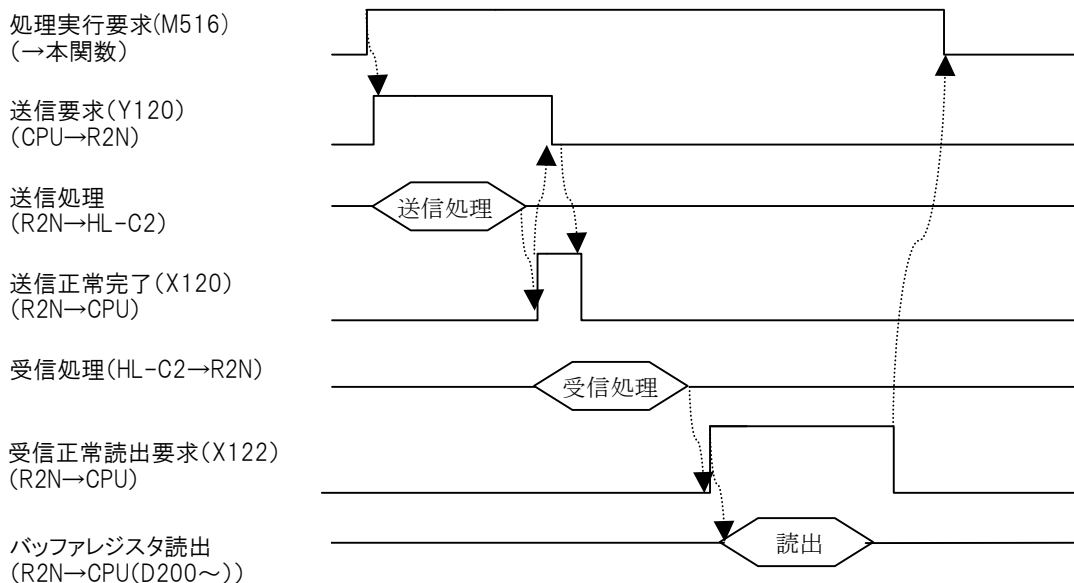 処理実行要求(M516)
(→本関数)
送信要求(Y120)
(CPU→R2N)
送信処理
(R2N→HL-C2)
送信処理
送信正常完了(X120)
(R2N→CPU)
受信処理(HL-C2→R2N)
受信処理
受信正常読出要求(X122)
(R2N→CPU)
バッファレジスタ読出
(R2N→CPU(D200～))
読出